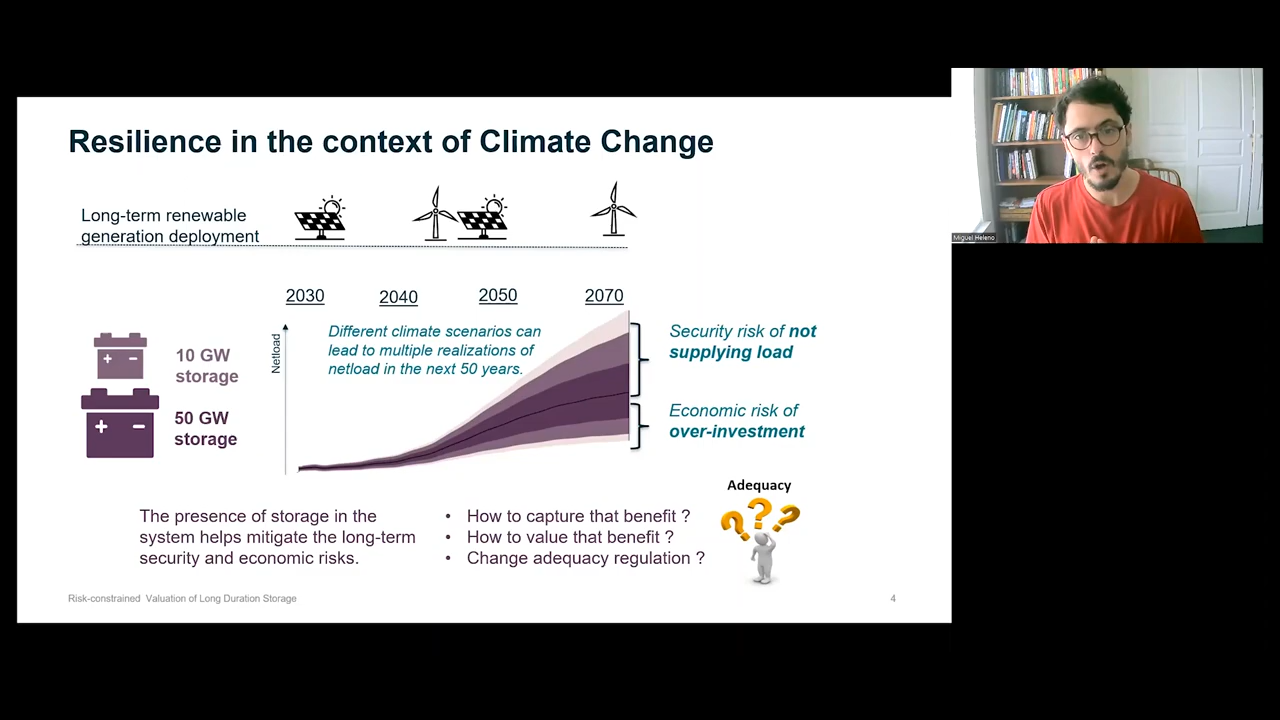 Resilience in the context of Climate Change
Long-term renewable
generation deployment
2030
2040
2050
2070
Netload
Different climate scenarios can
lead to multiple realizations of
netload in the next 50 years.
Security risk of not
supplying load
Economic risk of
over-investment
10 GW
storage
50 GW
storage
Adequacy
The presence of storage in the
system helps mitigate the long-term
security and economic risks.
• How to capture that benefit ?
• How to value that benefit ?
• Change adequacy regulation ?
Risk-constrained Valuation of Long Duration Storage
4
Miguel Heleno